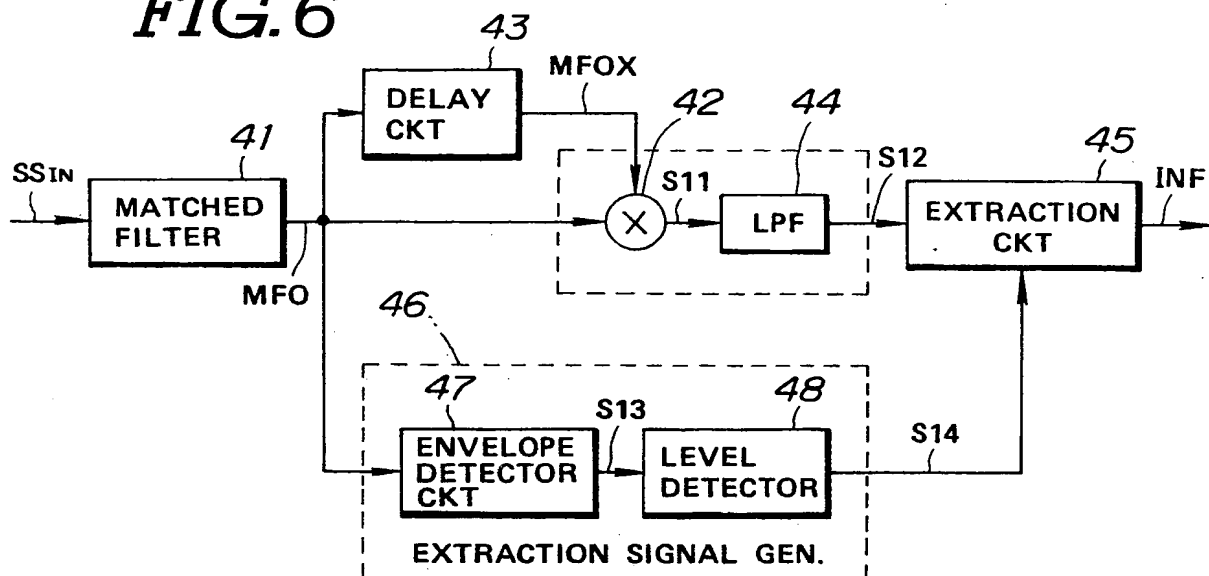 FIG. 6
43
DELAY
CKT
MFOX
42
44
41
SSIN
MATCHED
FILTER
MFO
×
S11
LPF
S12
45
EXTRACTION
CKT
INF
46
47
ENVELOPE
DETECTOR
CKT
S13
48
LEVEL
DETECTOR
S14
EXTRACTION SIGNAL GEN.